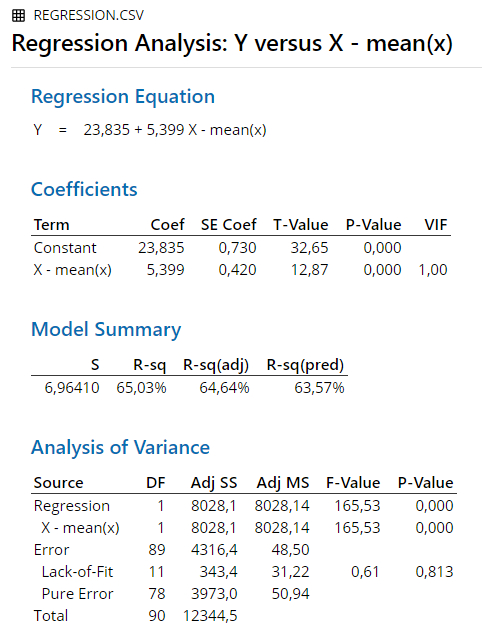 REGRESSION.CSV
Regression Analysis: Y versus X - mean(x)
Regression Equation
Y = 23,835 + 5,399 X - mean(x)
Coefficients
Term Coef SE Coef T-Value P-Value VIF
Constant 23,835 0,730 32,65 0,000
X - mean(x) 5,399 0,420 12,87 0,000 1,00
Model Summary
S R-sq R-sq(adj) R-sq(pred)
6,96410 65,03% 64,64% 63,57%
Analysis of Variance
Source DF Adj SS Adj MS F-Value P-Value
Regression 1 8028,1 8028,14 165,53 0,000
X - mean(x) 1 8028,1 8028,14 165,53 0,000
Error 89 4316,4 48,50
Lack-of-Fit 11 343,4 31,22 0,61 0,813
Pure Error 78 3973,0 50,94
Total 90 12344,5